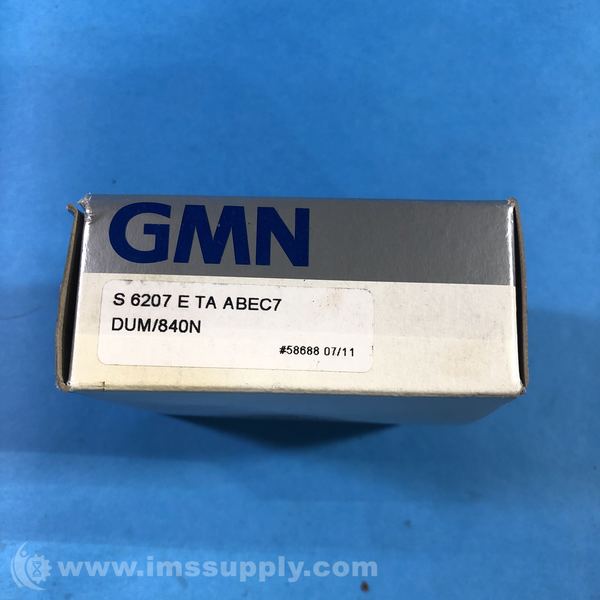 GMN
S 6207 E TA ABEC7
DUM/840N
#58688 07/11
www.imssupply.com